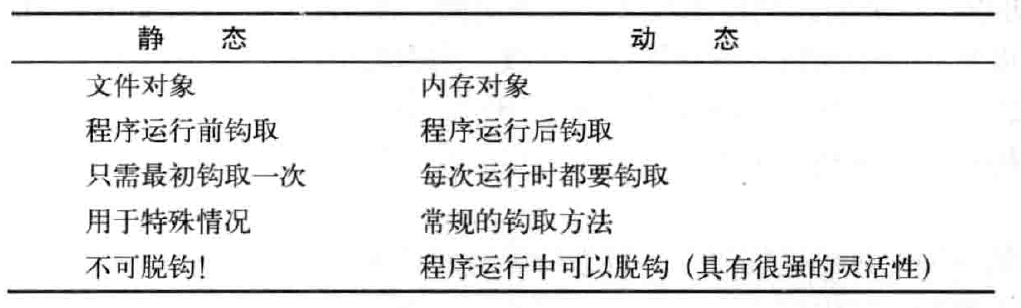 静 态 动 态
文件对象 内存对象
程序运行前钩取 程序运行后钩取
只需最初钩取一次 每次运行时都要钩取
用于特殊情况 常规的钩取方法
不可脱钩! 程序运行中可以脱钩（具有很强的灵活性）